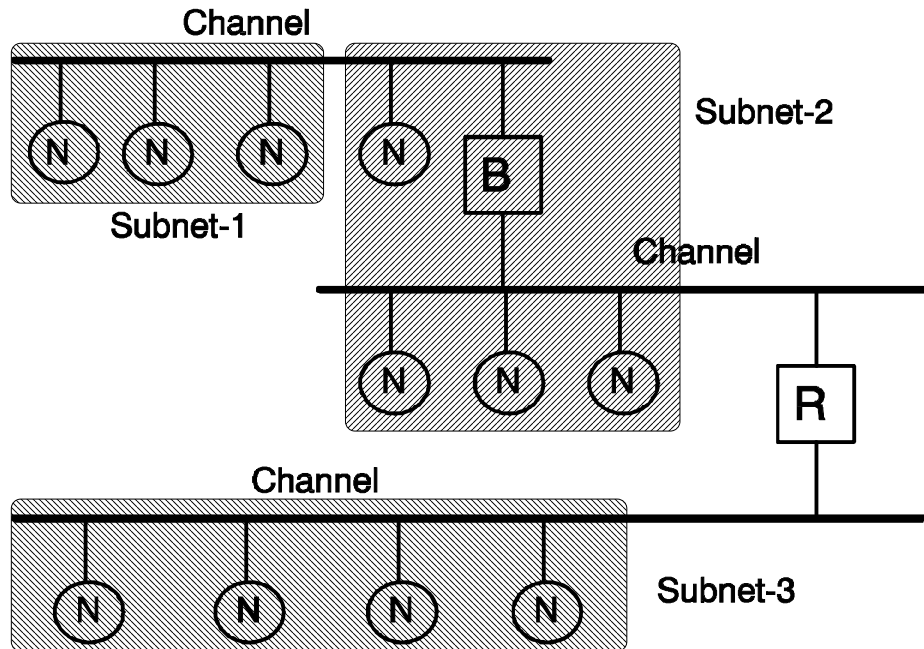 Channel
Subnet-2
N N N N
B
Subnet-1
Channel
N N N
R
Channel
N N N N
Subnet-3